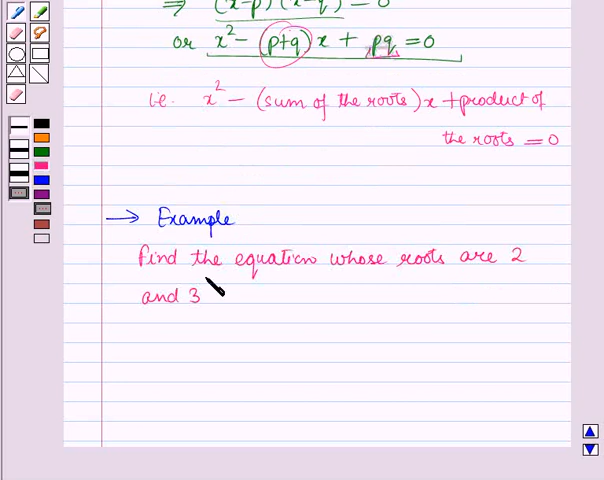 ⇒ (x-p)(x-q) = 0
or x² - (p+q)x + pq = 0
i.e. x² - (sum of the roots)x + product of
the roots = 0
→ Example
Find the equation whose roots are 2
and 3